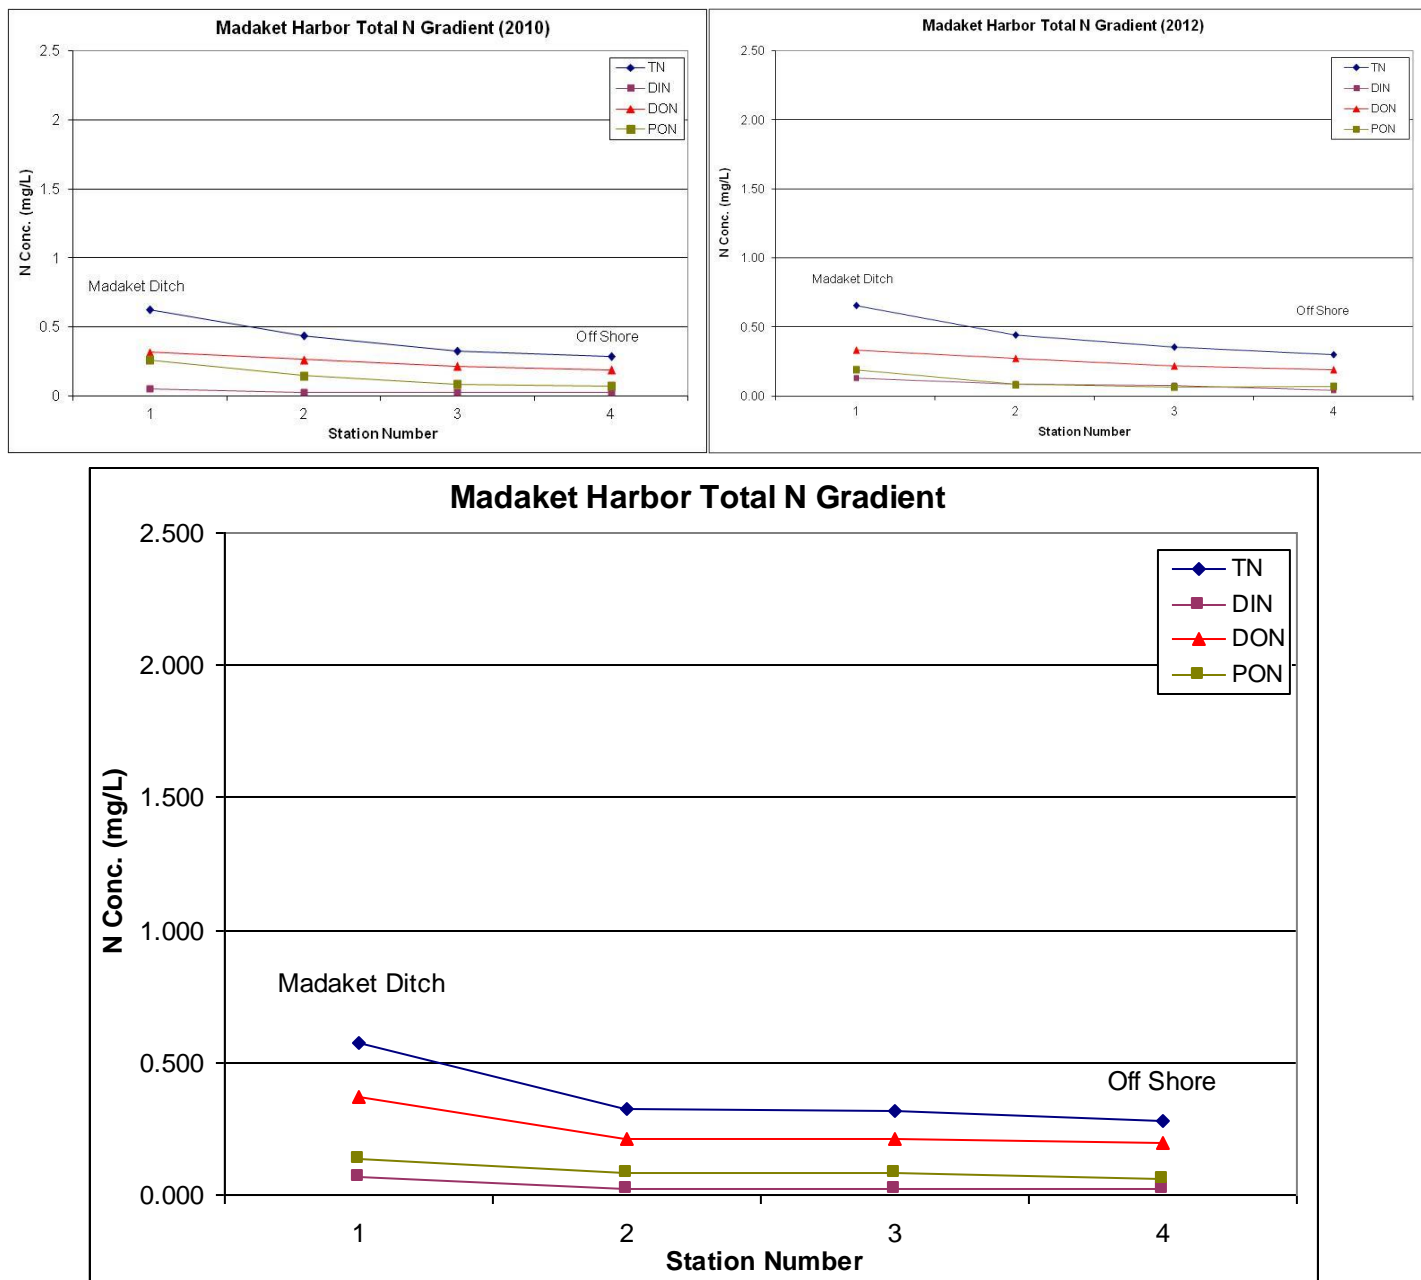 Madaket Harbor Total N Gradient (2010)
2.5
2
1.5
1
0.5
0
N Conc. (mg/L)
TN
DIN
DON
PON
Madaket Ditch
Off Shore
1 2 3 4
Station Number
Madaket Harbor Total N Gradient (2012)
2.50
2.00
1.50
1.00
0.50
0.00
N Conc. (mg/L)
TN
DIN
DON
PON
Madaket Ditch
Off Shore
1 2 3 4
Station Number
Madaket Harbor Total N Gradient
2.500
2.000
1.500
1.000
0.500
0.000
N Conc. (mg/L)
TN
DIN
DON
PON
Madaket Ditch
Off Shore
1 2 3 4
Station Number